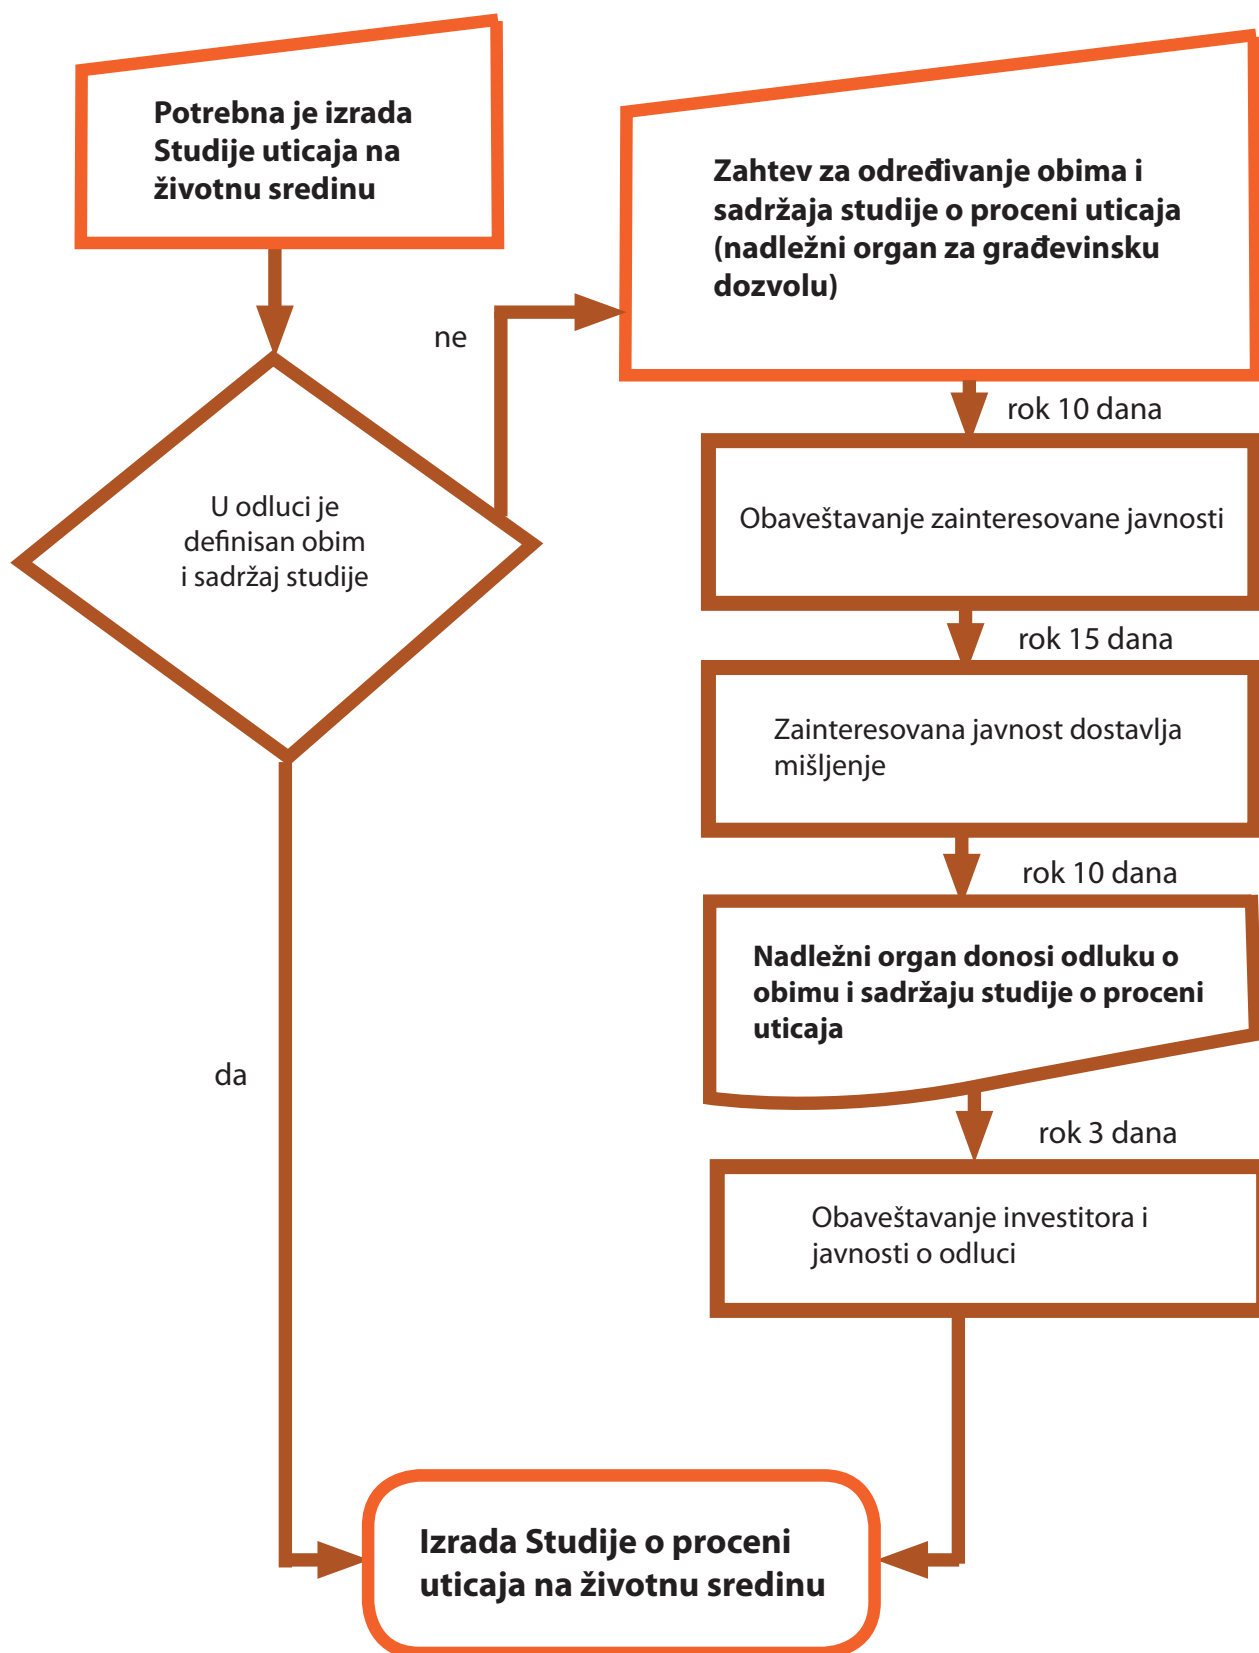 Potrebna je izrada
Studije uticaja na
životnu sredinu
Zahtev za određivanje obima i
sadržaja studije o proceni uticaja
(nadležni organ za građevinsku
dozvolu)
ne
rok 10 dana
U odluci je
definisan obim
i sadržaj studije
Obaveštavanje zainteresovane javnosti
rok 15 dana
Zainteresovana javnost dostavlja
mišljenje
rok 10 dana
Nadležni organ donosi odluku o
obimu i sadržaju studije o proceni
uticaja
da
rok 3 dana
Obaveštavanje investitora i
javnosti o odluci
Izrada Studije o proceni
uticaja na životnu sredinu